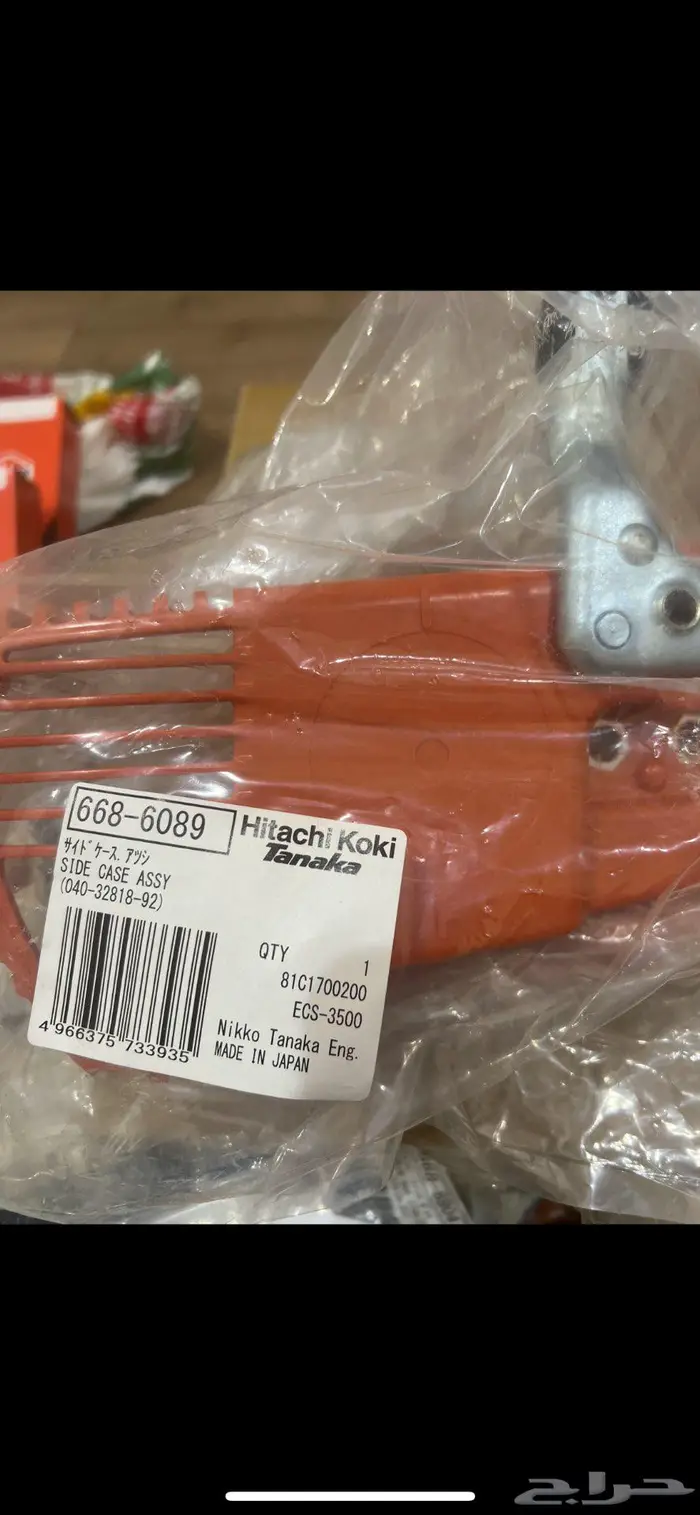 668-6089
Hitachi Koki
Tanaka
サイドケース.アツシ
SIDE CASE ASSY
(040-32818-92)
QTY 1
81C1700200
ECS-3500
4 966375 733935
Nikko Tanaka Eng.
MADE IN JAPAN
حراج